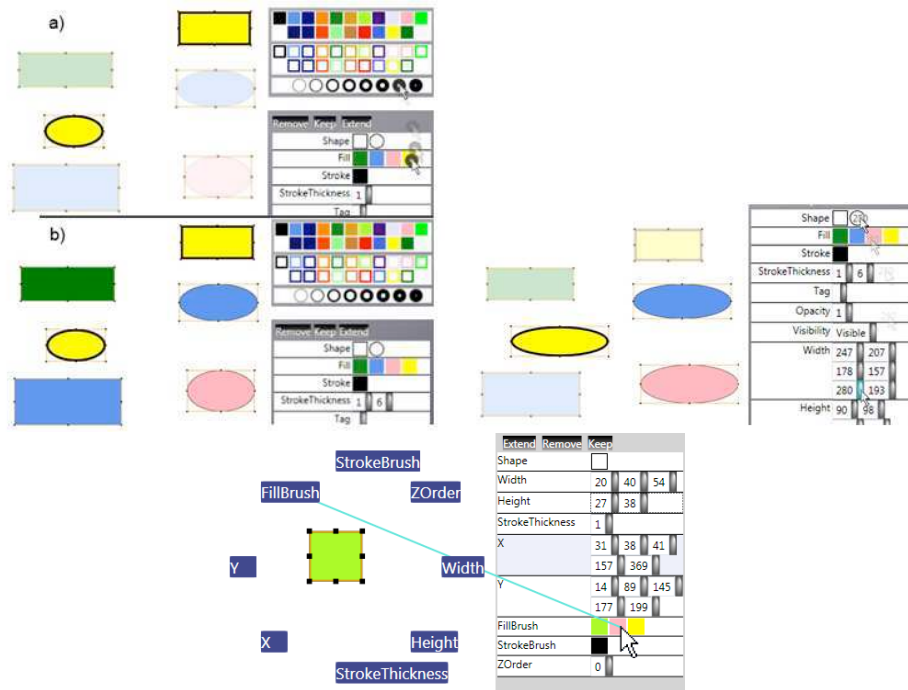 a)
Remove Keep Extend
Shape
Fill
Stroke
StrokeThickness 1
Tag
b)
Remove Keep Extend
Shape
Fill
Stroke
StrokeThickness 1 6
Tag
Shape
Fill
Stroke
StrokeThickness 1 6
Tag
Opacity 1
Visibility Visible
Width 247 207
178 157
280 193
Height 90 98
StrokeBrush
FillBrush
ZOrder
Y
Width
X
Height
StrokeThickness
Extend Remove Keep
Shape
Width 20 40 54
Height 27 38
StrokeThickness 1
X 31 38 41
157 369
Y 14 89 145
177 199
FillBrush
StrokeBrush
ZOrder 0